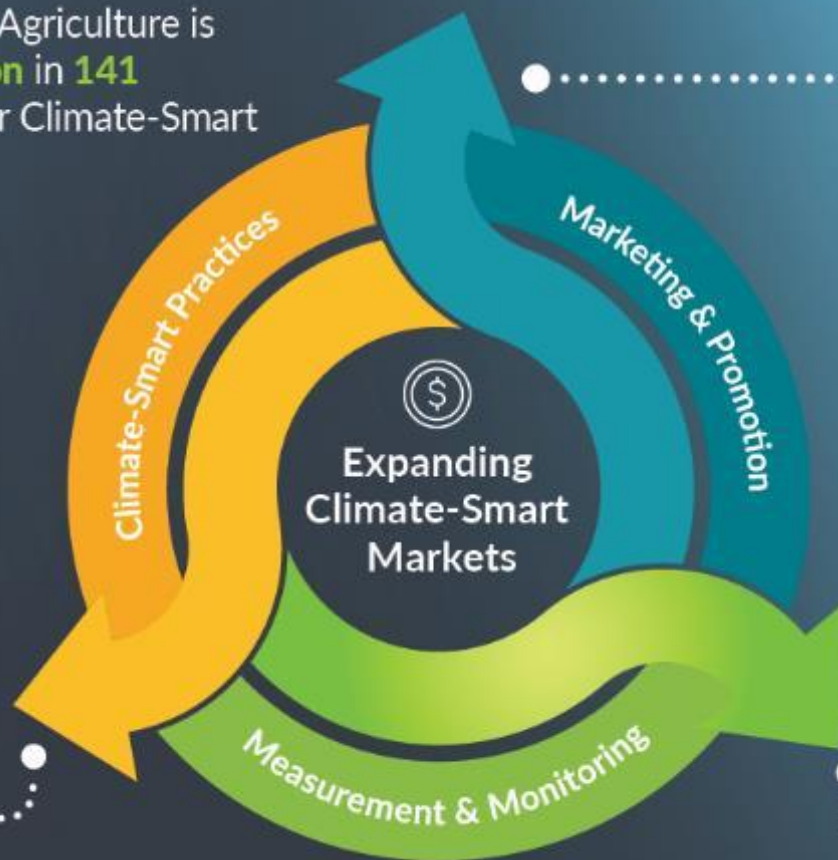 Agriculture is
on in 141
r Climate-Smart
Climate-Smart Practices
Marketing & Promotion
$
Expanding
Climate-Smart
Markets
Measurement & Monitoring